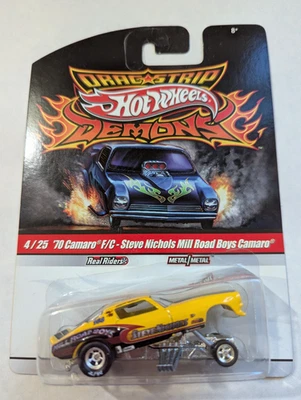 8+
DRAG★STRIP
Hot Wheels
DEMONS
4/25 '70 Camaro® F/C - Steve Nichols Mill Road Boys Camaro®
Real Riders®
METAL | METAL™